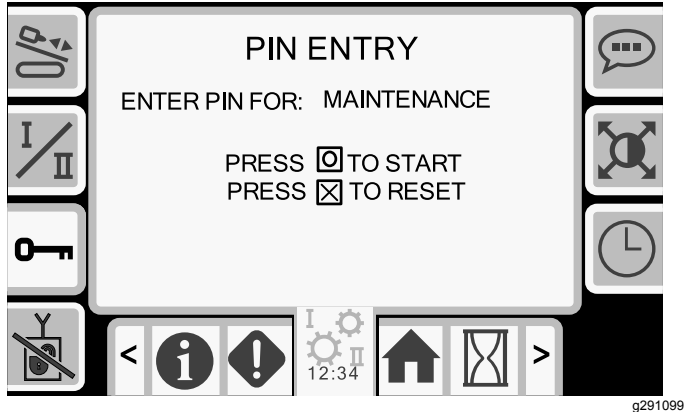 PIN ENTRY
ENTER PIN FOR: MAINTENANCE
PRESS O TO START
PRESS X TO RESET
I
II
I
II
< i ! 12:34 >
g291099